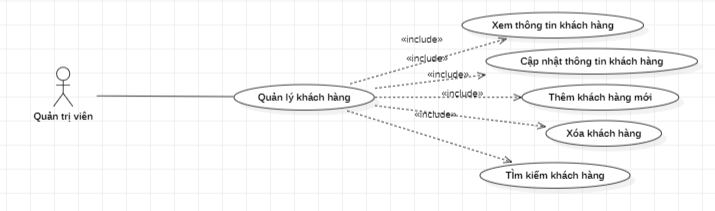 Xem thông tin khách hàng
«include»
«include»
Cập nhật thông tin khách hàng
«include»
«include»
Quản lý khách hàng
Thêm khách hàng mới
Quản trị viên
«include»
Xóa khách hàng
Tìm kiếm khách hàng